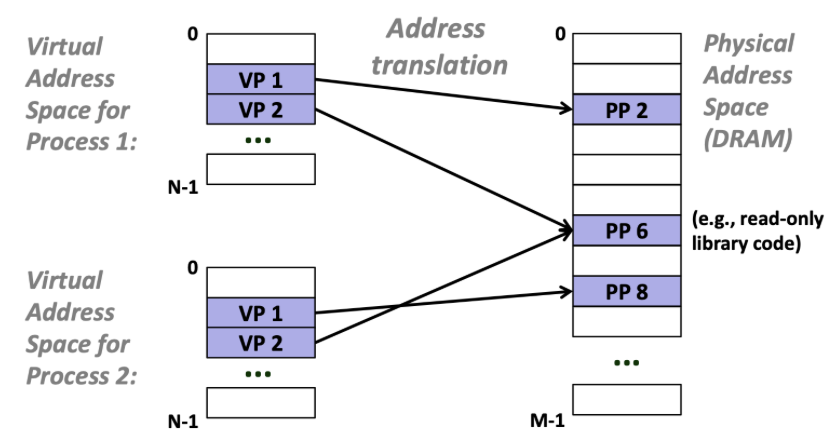 Virtual
Address
Space for
Process 1:
0
VP 1
VP 2
...
N-1
Address
translation
0
PP 2
PP 6
PP 8
...
M-1
Physical
Address
Space
(DRAM)
(e.g., read-only
library code)
Virtual
Address
Space for
Process 2:
0
VP 1
VP 2
...
N-1